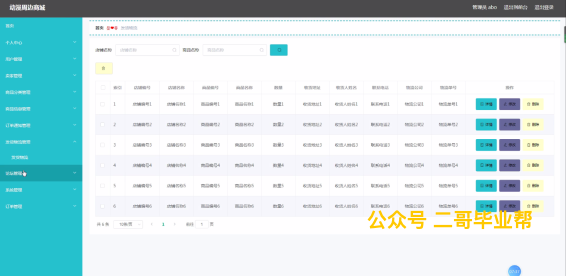 动漫周边商城
管理员 abo 退出到前台 退出登录
首页
个人中心
用户管理
卖家管理
商品分类管理
商品信息管理
订单通知管理
发货物流管理
发货物流
论坛管理
系统管理
订单管理
首页 发货物流
店铺名称 店铺名称 商品名称 商品名称
索引 店铺编号 店铺名称 商品编号 商品名称 数量 收货地址 收货人姓名 联系电话 物流公司 物流单号 操作
1 店铺编号1 店铺名称1 商品编号1 商品名称1 数量1 收货地址1 收货人姓名1 联系电话1 物流公司1 物流单号1 详情 修改 删除
2 店铺编号2 店铺名称2 商品编号2 商品名称2 数量2 收货地址2 收货人姓名2 联系电话2 物流公司2 物流单号2 详情 修改 删除
3 店铺编号3 店铺名称3 商品编号3 商品名称3 数量3 收货地址3 收货人姓名3 联系电话3 物流公司3 物流单号3 详情 修改 删除
4 店铺编号4 店铺名称4 商品编号4 商品名称4 数量4 收货地址4 收货人姓名4 联系电话4 物流公司4 物流单号4 详情 修改 删除
5 店铺编号5 店铺名称5 商品编号5 商品名称5 数量5 收货地址5 收货人姓名5 联系电话5 物流公司5 物流单号5 详情 修改 删除
6 店铺编号6 店铺名称6 商品编号6 商品名称6 数量6 收货地址6 收货人姓名6 联系电话6 物流公司6 物流单号6 详情 修改 删除
共 6 条 10条/页 1 前往 1 页
公众号 二哥毕业帮